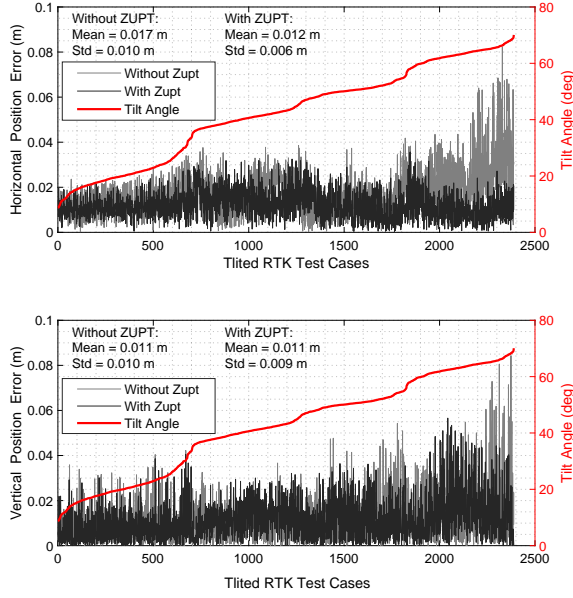 Without ZUPT:
Mean = 0.017 m
Std = 0.010 m
With ZUPT:
Mean = 0.012 m
Std = 0.006 m
Without Zupt
With Zupt
Tilt Angle
Horizontal Position Error (m)
0.1
0.08
0.06
0.04
0.02
0
80
60
40
20
0
Tilt Angle (deg)
0 500 1000 1500 2000 2500
Tlited RTK Test Cases
Without ZUPT:
Mean = 0.011 m
Std = 0.010 m
With ZUPT:
Mean = 0.011 m
Std = 0.009 m
Without Zupt
With Zupt
Tilt Angle
Vertical Position Error (m)
0.1
0.08
0.06
0.04
0.02
0
80
60
40
20
0
Tilt Angle (deg)
0 500 1000 1500 2000 2500
Tlited RTK Test Cases